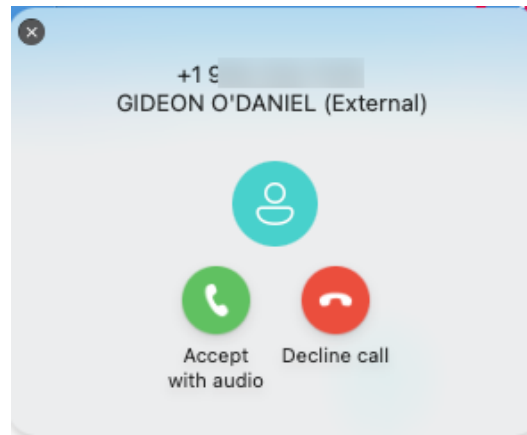 +1 9
GIDEON O'DANIEL (External)
Accept
with audio
Decline call